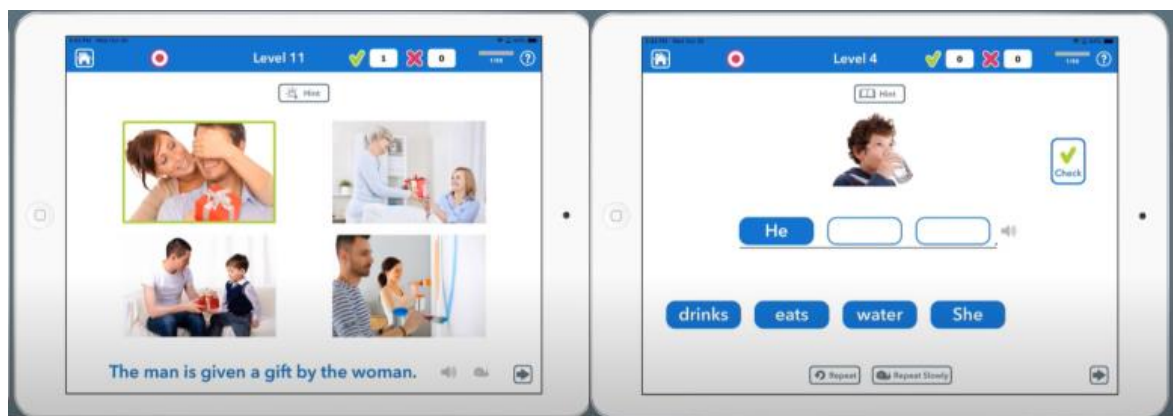 Level 11
1
0
Hint
The man is given a gift by the woman.
Level 4
0
0
Hint
Check
He
drinks
eats
water
She
Repeat
Repeat Slowly